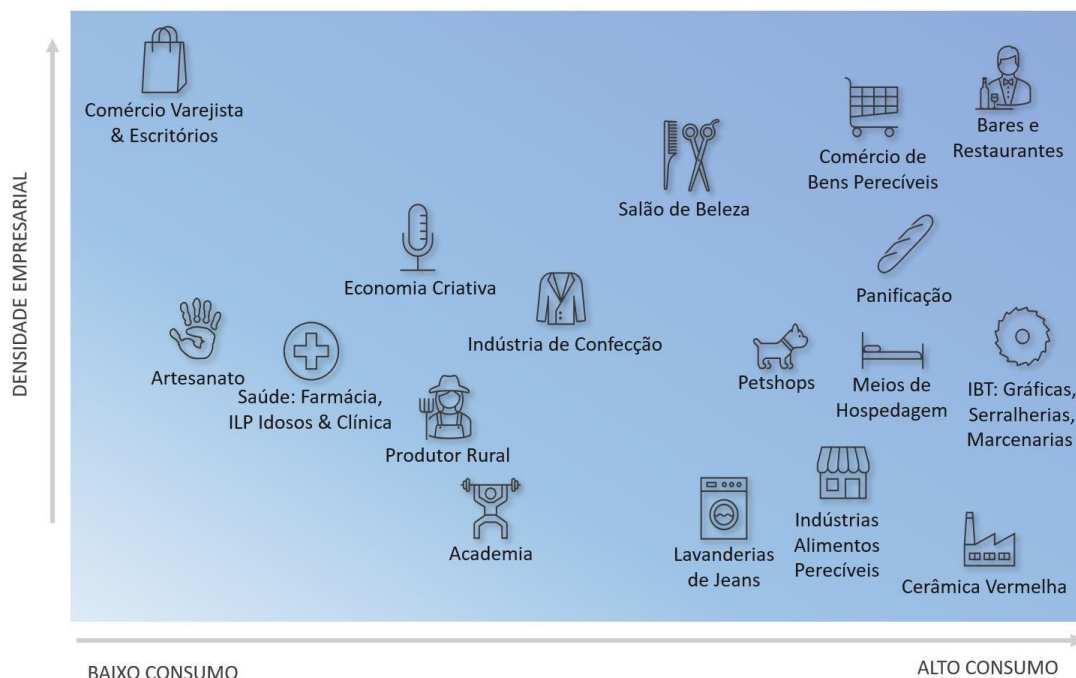 DENSIDADE EMPRESARIAL
Comércio Varejista
& Escritórios
Bares e
Restaurantes
Comércio de
Bens Perecíveis
Salão de Beleza
Economia Criativa
Panificação
Indústria de Confecção
Artesanato
Saúde: Farmácia,
ILP Idosos & Clínica
Petshops
Meios de
Hospedagem
IBT: Gráficas,
Serralherias,
Marcenarias
Produtor Rural
Academia
Lavanderias
de Jeans
Indústrias
Alimentos
Perecíveis
Cerâmica Vermelha
BAIXO CONSUMO
ALTO CONSUMO